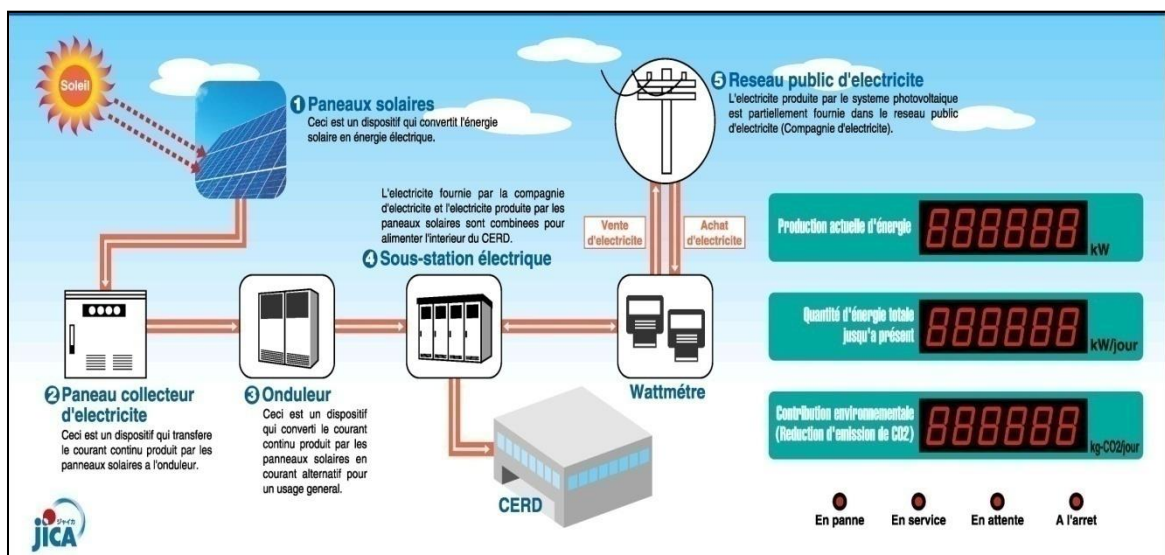 Soleil
1 Paneaux solaires
Ceci est un dispositif qui convertit l'énergie
solaire en énergie électrique.
2 Paneau collecteur
d'electricite
Ceci est un dispositif qui transfere
le courant continu produit par les
panneaux solaires a l'onduleur.
3 Onduleur
Ceci est un dispositif
qui converti le courant
continu produit par les
panneaux solaires en
courant alternatif pour
un usage general.
L'electricite fournie par la compagnie
d'electricite et l'electricite produite par les
paneaux solaires sont combinees pour
alimenter l'interieur du CERD.
4 Sous-station électrique
CERD
Vente
d'electricite
Achat
d'electricite
Wattmétre
5 Reseau public d'electricite
L'electricite produite par le systeme photovoltaique
est partiellement fournie dans le reseau public
d'electricite (Compagnie d'electricite).
Production actuelle d'énergie
888888
kW
Quantité d'énergie totale
jusqu'a présent
888888
kW/jour
Contribution environnementale
(Reduction d'emission de CO2)
888888
kg-CO2/jour
En panne
En service
En attente
A l'arret
ジャイカ
jICA